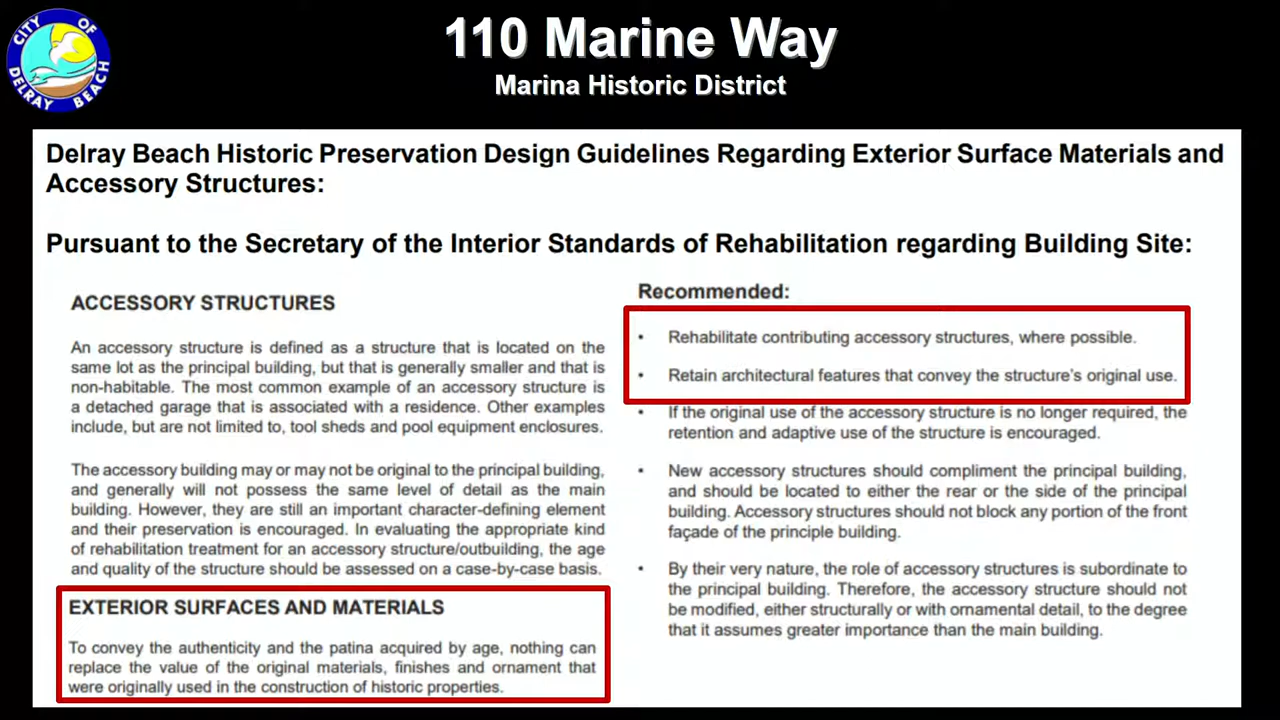 CITY OF
DELRAY BEACH
110 Marine Way
Marina Historic District
Delray Beach Historic Preservation Design Guidelines Regarding Exterior Surface Materials and
Accessory Structures:
Pursuant to the Secretary of the Interior Standards of Rehabilitation regarding Building Site:
ACCESSORY STRUCTURES
An accessory structure is defined as a structure that is located on the
same lot as the principal building, but that is generally smaller and that is
non-habitable. The most common example of an accessory structure is
a detached garage that is associated with a residence. Other examples
include, but are not limited to, tool sheds and pool equipment enclosures.
The accessory building may or may not be original to the principal building,
and generally will not possess the same level of detail as the main
building. However, they are still an important character-defining element
and their preservation is encouraged. In evaluating the appropriate kind
of rehabilitation treatment for an accessory structure/outbuilding, the age
and quality of the structure should be assessed on a case-by-case basis.
EXTERIOR SURFACES AND MATERIALS
To convey the authenticity and the patina acquired by age, nothing can
replace the value of the original materials, finishes and ornament that
were originally used in the construction of historic properties.
Recommended:
• Rehabilitate contributing accessory structures, where possible.
• Retain architectural features that convey the structure's original use.
• If the original use of the accessory structure is no longer required, the
retention and adaptive use of the structure is encouraged.
• New accessory structures should compliment the principal building,
and should be located to either the rear or the side of the principal
building. Accessory structures should not block any portion of the front
façade of the principle building.
• By their very nature, the role of accessory structures is subordinate to
the principal building. Therefore, the accessory structure should not
be modified, either structurally or with ornamental detail, to the degree
that it assumes greater importance than the main building.